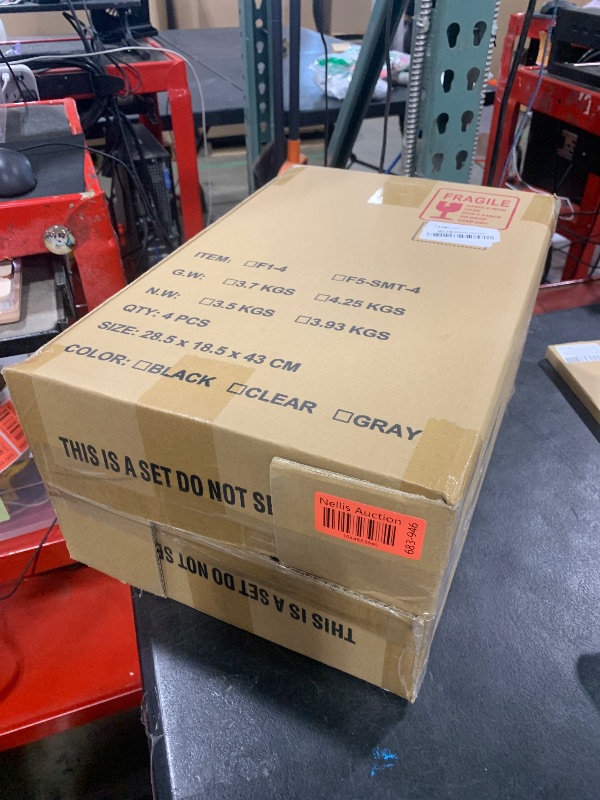 FRAGILE
ITEM: □F1-4 □F5-SMT-4
G.W: □3.7 KGS □4.25 KGS
N.W: □3.5 KGS □3.93 KGS
QTY: 4 PCS
SIZE: 28.5 x 18.5 x 43 CM
COLOR: □BLACK □CLEAR □GRAY
THIS IS A SET DO NOT
Nellis Auction
683-946
THIS IS A SET DO NOT